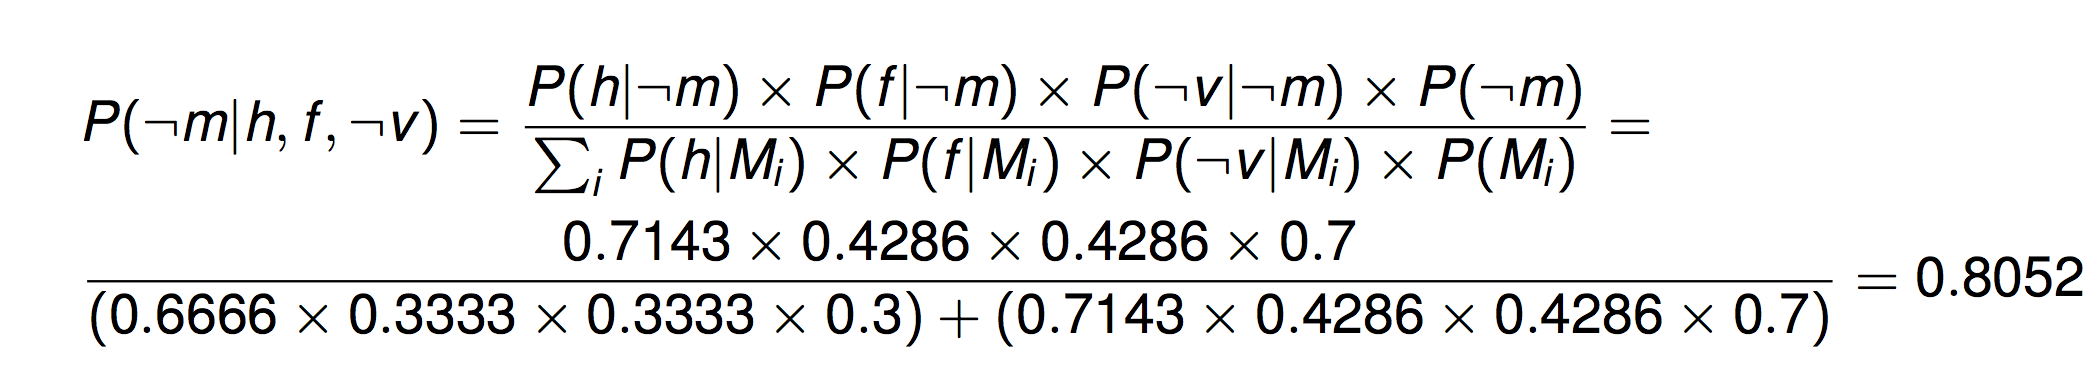 P(¬m|h, f, ¬v) = P(h|¬m) × P(f|¬m) × P(¬v|¬m) × P(¬m) / ∑ᵢ P(h|Mᵢ) × P(f|Mᵢ) × P(¬v|Mᵢ) × P(Mᵢ) =
0.7143 × 0.4286 × 0.4286 × 0.7 / (0.6666 × 0.3333 × 0.3333 × 0.3) + (0.7143 × 0.4286 × 0.4286 × 0.7) = 0.8052